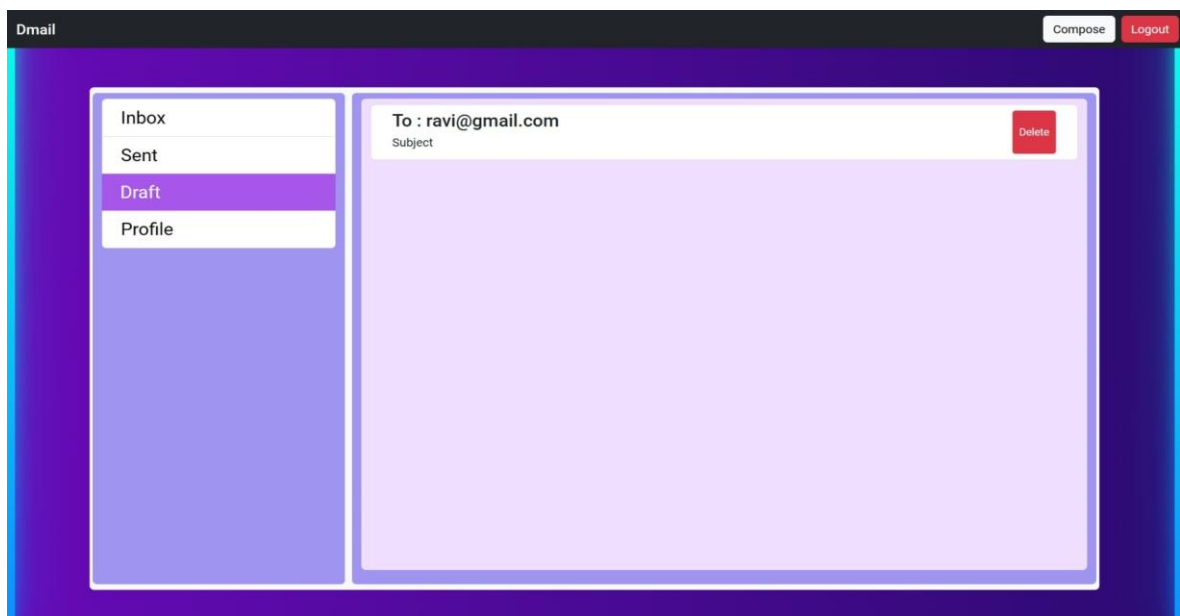 Dmail
Compose
Logout
Inbox
Sent
Draft
Profile
To : ravi@gmail.com
Subject
Delete